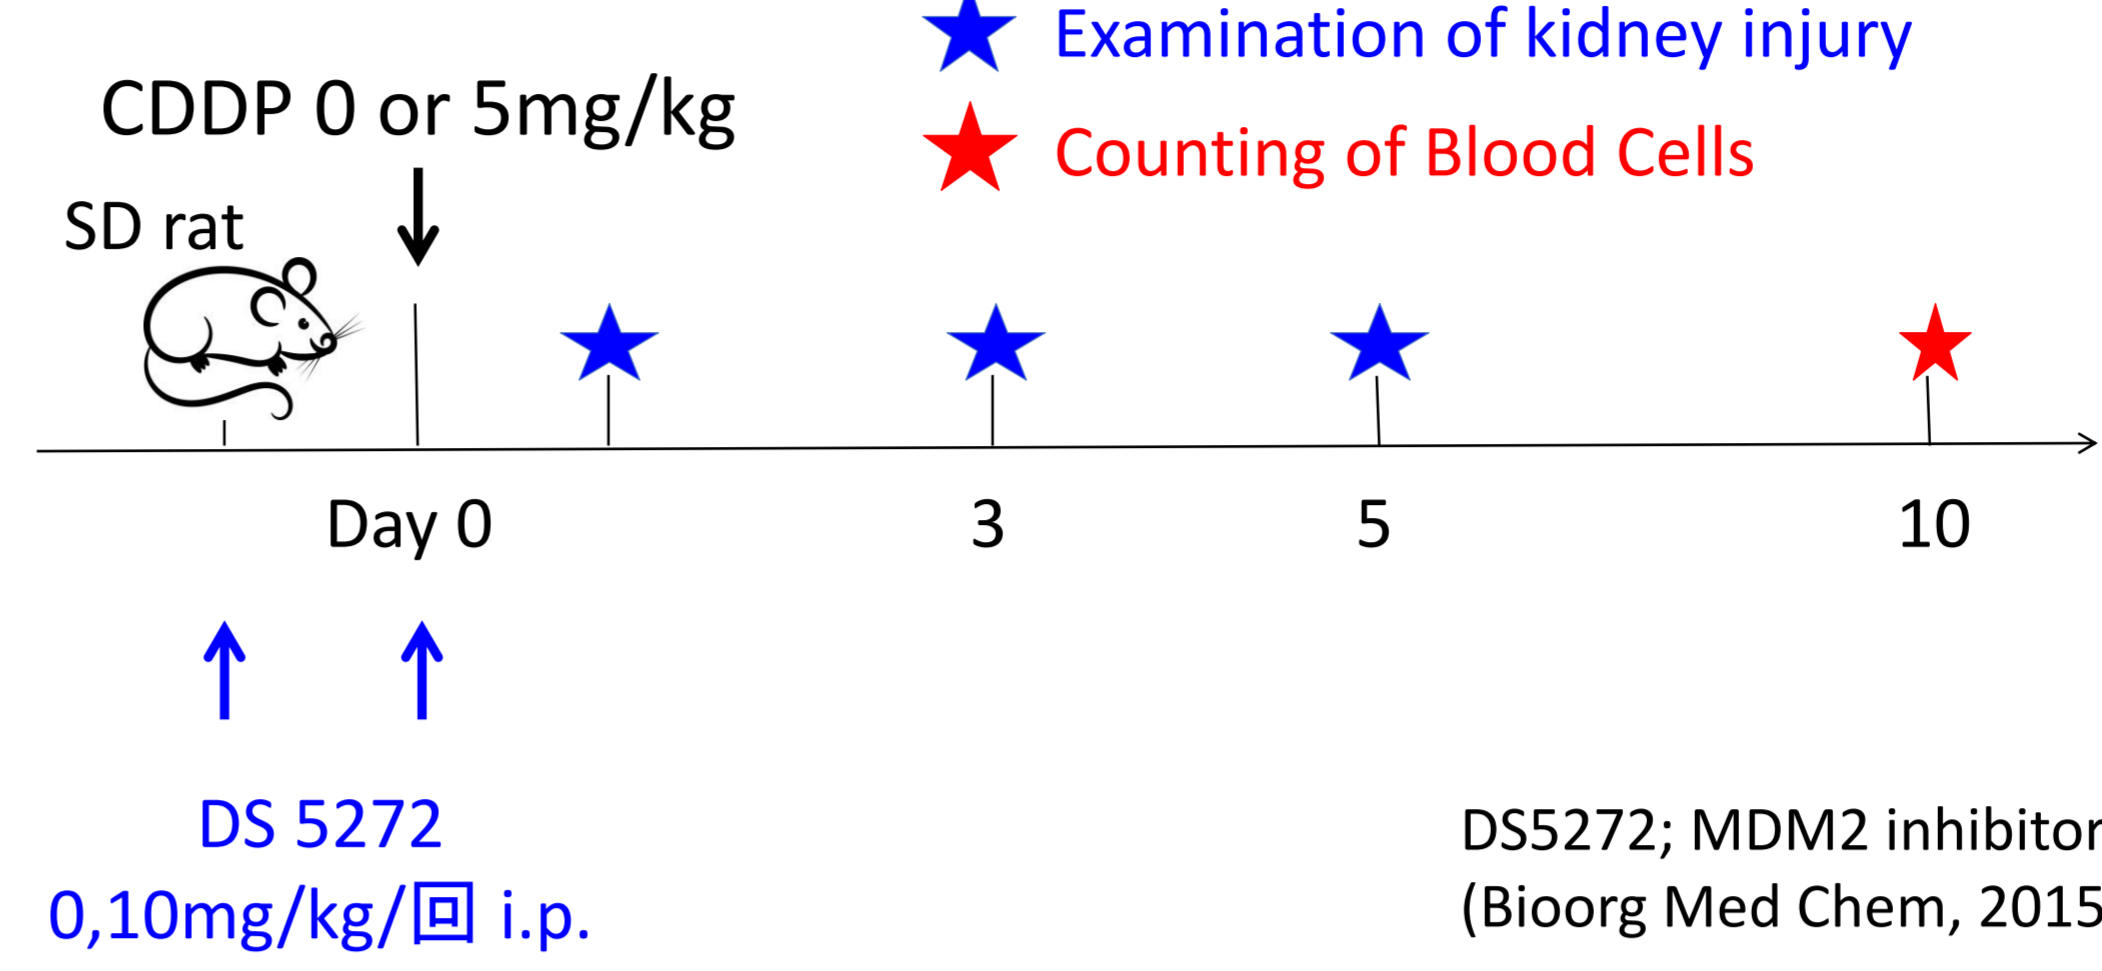 Examination of kidney injury
CDDP 0 or 5mg/kg
Counting of Blood Cells
SD rat
Day 0
3
5
10
DS 5272
0,10mg/kg/回 i.p.
DS5272; MDM2 inhibitor
(Bioorg Med Chem, 2015